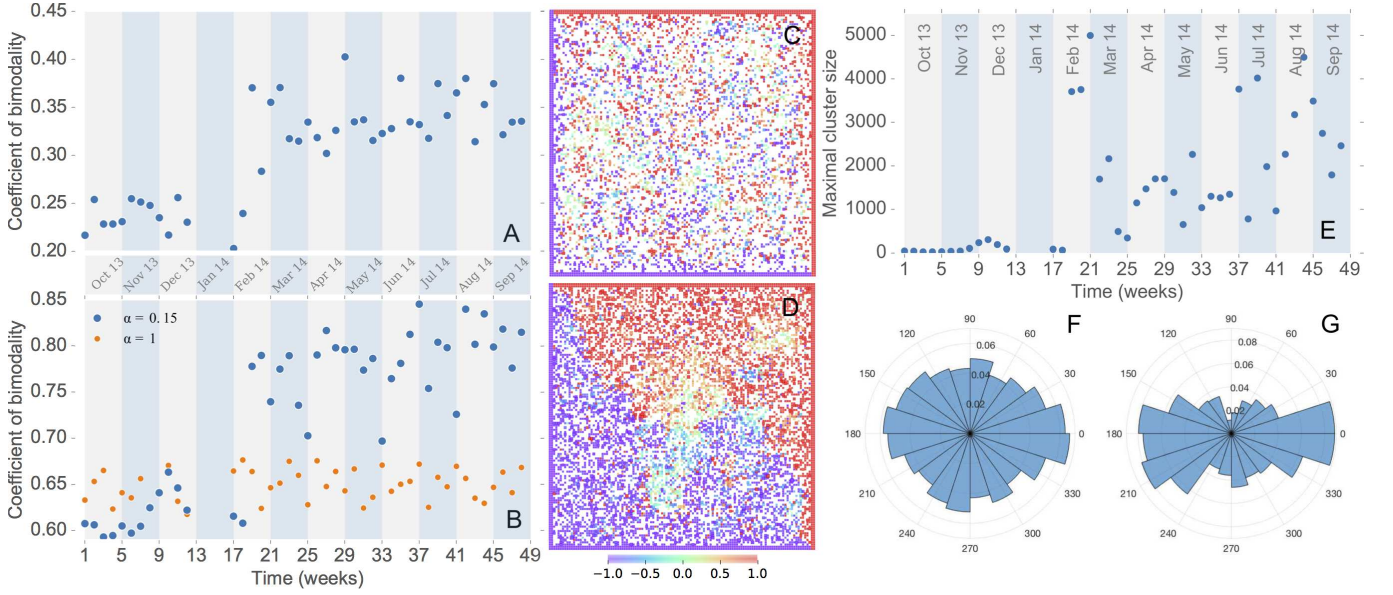 0.45
0.40
0.35
0.30
0.25
0.20
Coefficient of bimodality
A
Oct 13
Nov 13
Dec 13
Jan 14
Feb 14
Mar 14
Apr 14
May 14
Jun 14
Jul 14
Aug 14
Sep 14
0.85
0.80
0.75
0.70
0.65
0.60
Coefficient of bimodality
α = 0.15
α = 1
B
1 5 9 13 17 21 25 29 33 37 41 45 49
Time (weeks)
C
D
−1.0 −0.5 0.0 0.5 1.0
Maximal cluster size
5000
4000
3000
2000
1000
0
Oct 13
Nov 13
Dec 13
Jan 14
Feb 14
Mar 14
Apr 14
May 14
Jun 14
Jul 14
Aug 14
Sep 14
E
1 5 9 13 17 21 25 29 33 37 41 45 49
Time (weeks)
F
90
120 60
150 30
180 0
210 330
240 300
270
0.06
0.04
0.02
G
90
120 60
150 30
180 0
210 330
240 300
270
0.08
0.06
0.04
0.02